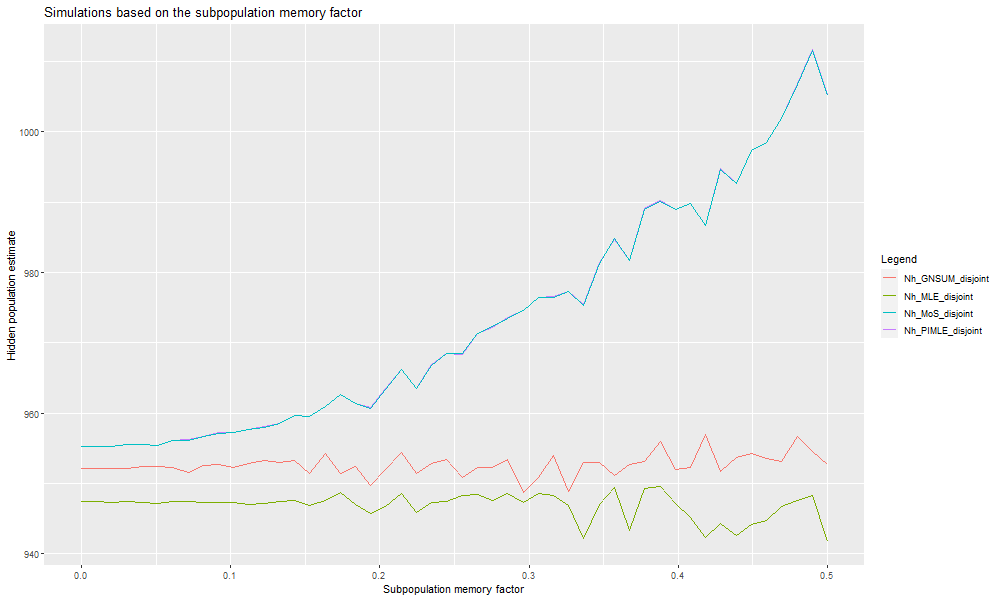 Simulations based on the subpopulation memory factor
Hidden population estimate
1000
980
960
940
0.0 0.1 0.2 0.3 0.4 0.5
Subpopulation memory factor
Legend
Nh_GNSUM_disjoint
Nh_MLE_disjoint
Nh_MoS_disjoint
Nh_PIMLE_disjoint